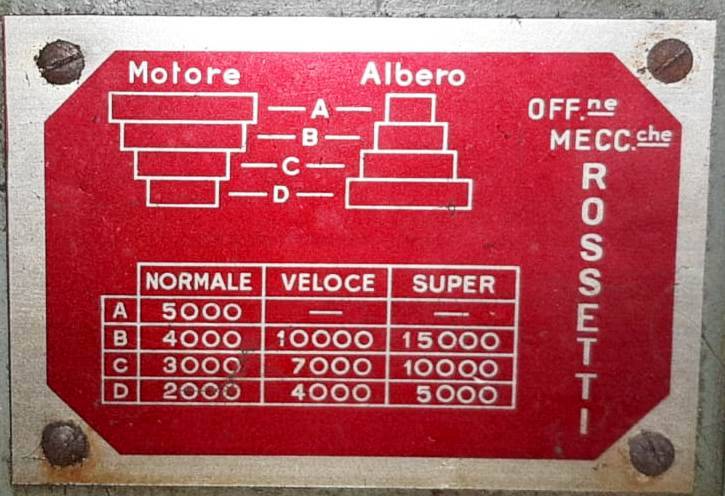 Motore Albero
A
B
C
D
OFF.ne
MECC.che
ROSSETTI
NORMALE VELOCE SUPER
A 5000 — —
B 4000 10000 15000
C 3000 7000 10000
D 2000 4000 5000